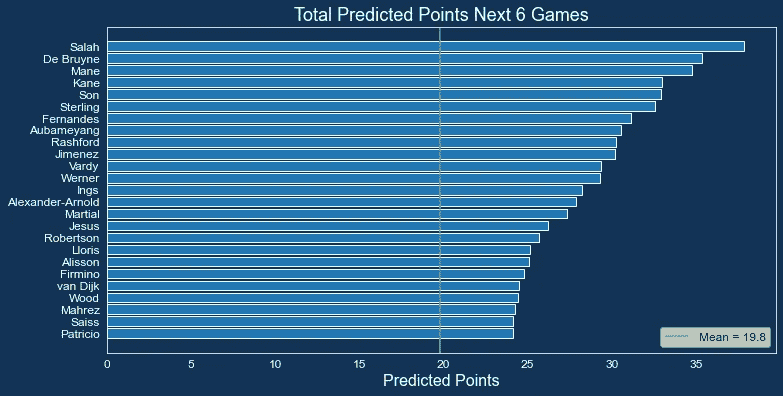 Total Predicted Points Next 6 Games
Salah
De Bruyne
Mane
Kane
Son
Sterling
Fernandes
Aubameyang
Rashford
Jimenez
Vardy
Werner
Ings
Alexander-Arnold
Martial
Jesus
Robertson
Lloris
Alisson
Firmino
van Dijk
Wood
Mahrez
Saiss
Patricio
Mean = 19.8
0 5 10 15 20 25 30 35
Predicted Points